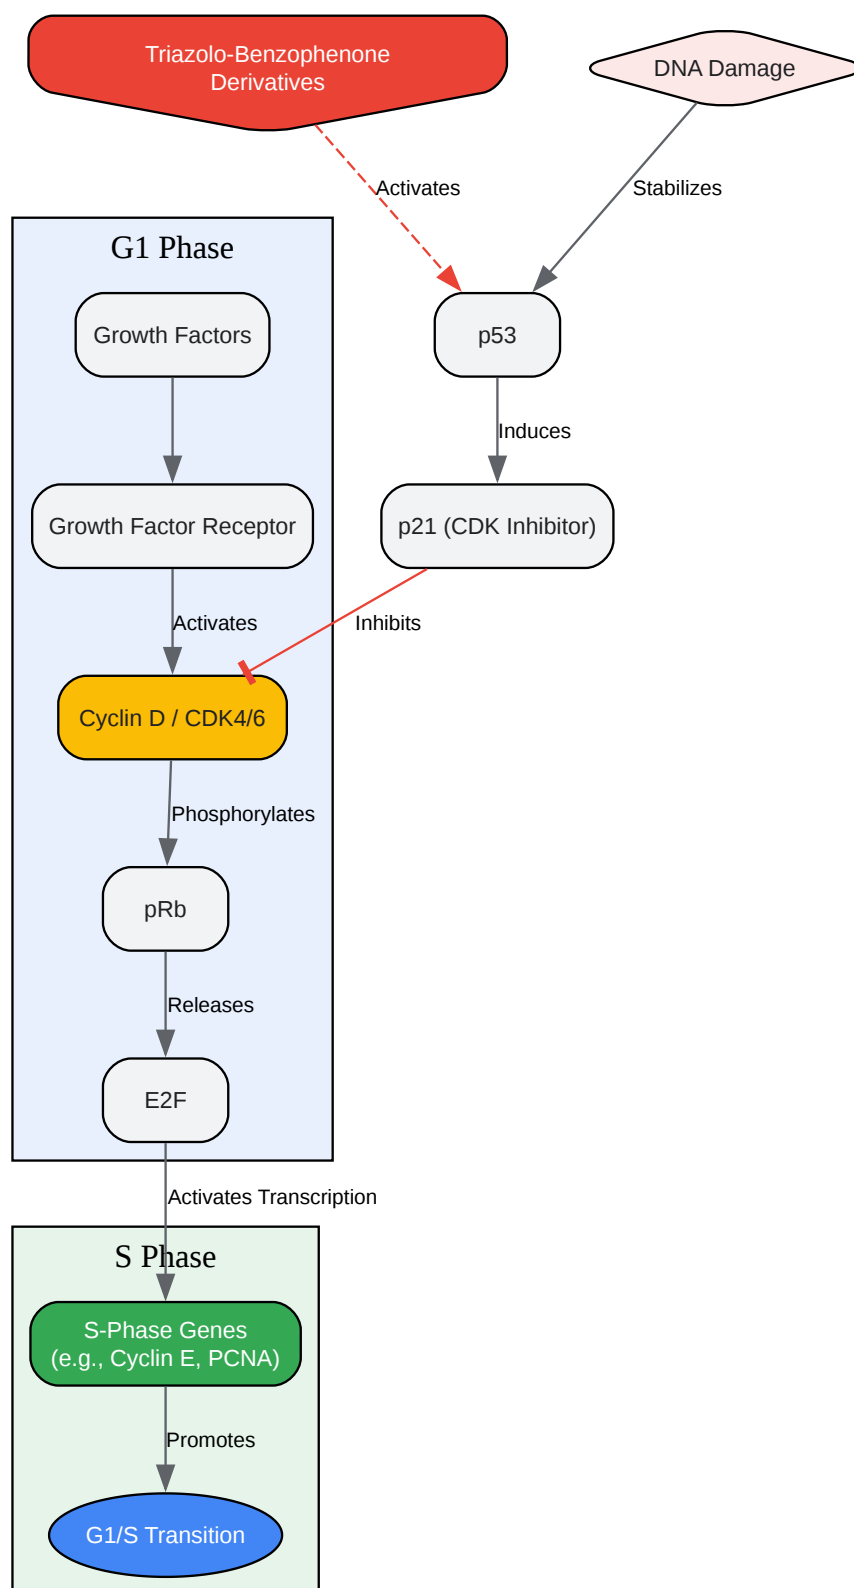 Triazolo-Benzophenone
Derivatives
DNA Damage
Activates
Stabilizes
G1 Phase
Growth Factors
p53
Induces
Growth Factor Receptor
p21 (CDK Inhibitor)
Activates
Inhibits
Cyclin D / CDK4/6
Phosphorylates
pRb
Releases
E2F
Activates Transcription
S Phase
S-Phase Genes
(e.g., Cyclin E, PCNA)
Promotes
G1/S Transition